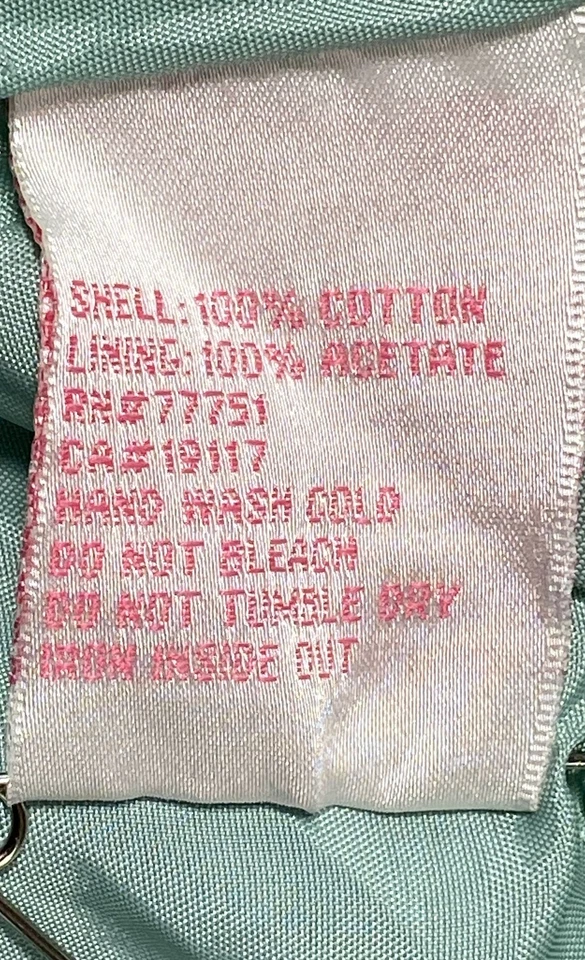 SHELL: 100% COTTON
LINING: 100% ACETATE
RN#77751
CA#19117
HAND WASH COLD
DO NOT BLEACH
DO NOT TUMBLE DRY
IRON INSIDE OUT